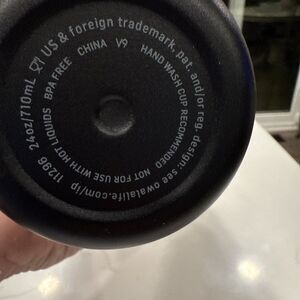 US & foreign trademark, pat. and/or reg. design: see owalalife.com/ip 11296 24oz/710mL
BPA FREE CHINA V9 HAND WASH CUP RECOMMENDED NOT FOR USE WITH HOT LIQUIDS